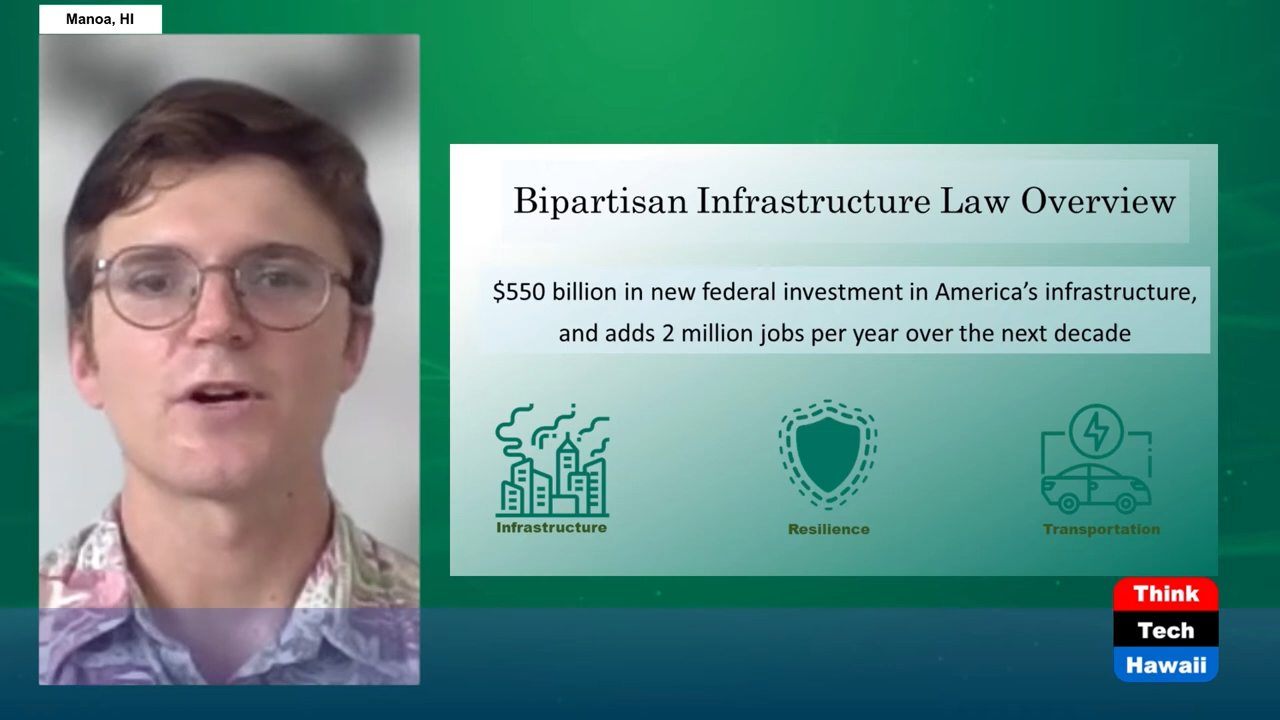 Manoa, HI
Bipartisan Infrastructure Law Overview
$550 billion in new federal investment in America’s infrastructure,
and adds 2 million jobs per year over the next decade
Infrastructure
Resilience
Transportation
Think
Tech
Hawaii